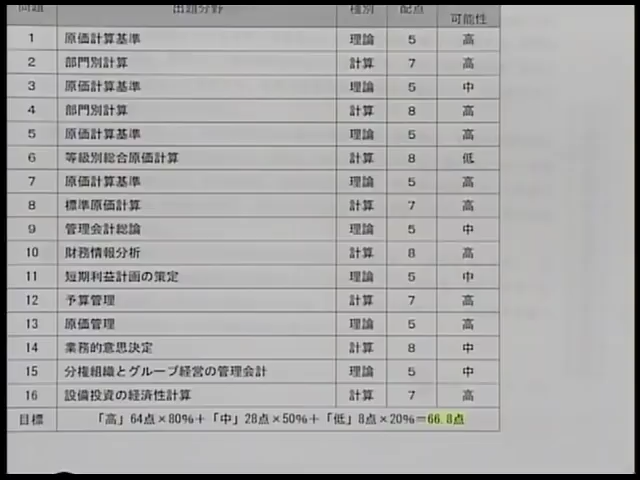 問題 出題分野 種別 配点
可能性
1 原価計算基準 理論 5 高
2 部門別計算 計算 7 高
3 原価計算基準 理論 5 中
4 部門別計算 計算 8 高
5 原価計算基準 理論 5 高
6 等級別総合原価計算 計算 8 低
7 原価計算基準 理論 5 高
8 標準原価計算 計算 7 高
9 管理会計総論 理論 5 中
10 財務情報分析 計算 8 高
11 短期利益計画の策定 理論 5 中
12 予算管理 計算 7 高
13 原価管理 理論 5 高
14 業務的意思決定 計算 8 中
15 分権組織とグループ経営の管理会計 理論 5 中
16 設備投資の経済性計算 計算 7 高
目標 「高」64点×80%＋「中」28点×50%＋「低」8点×20%＝66.8点